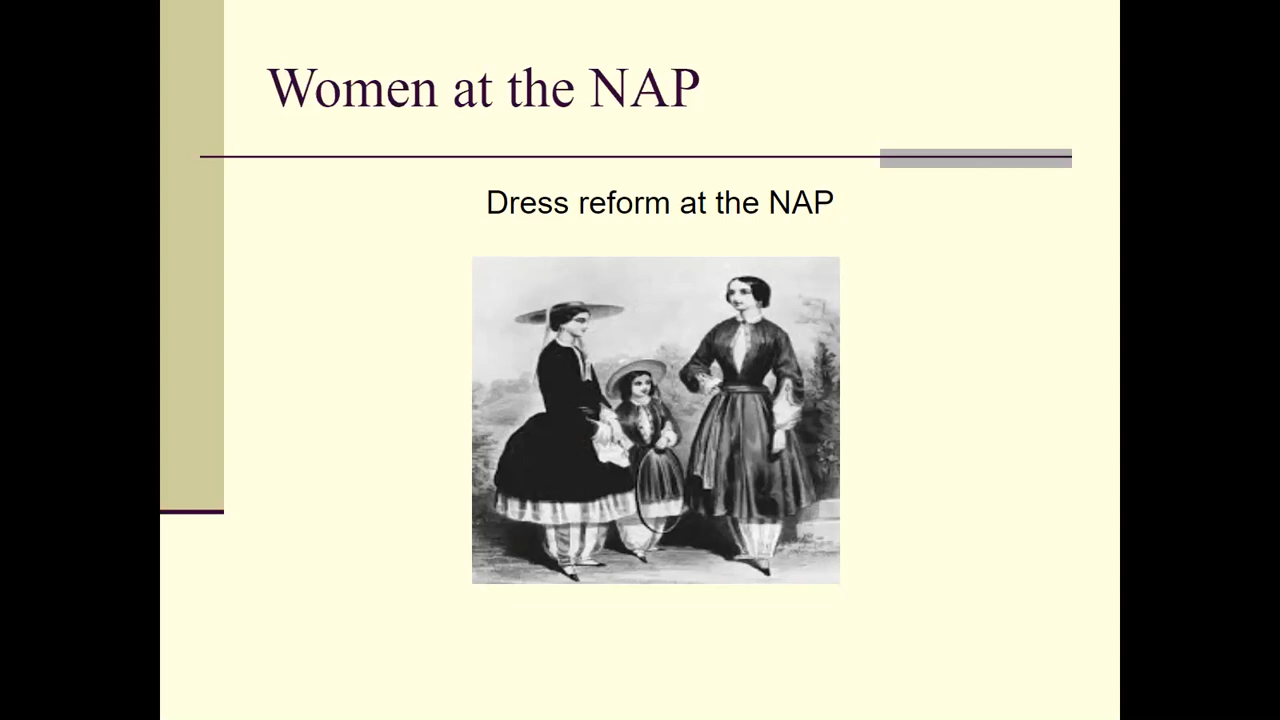 Women at the NAP
Dress reform at the NAP